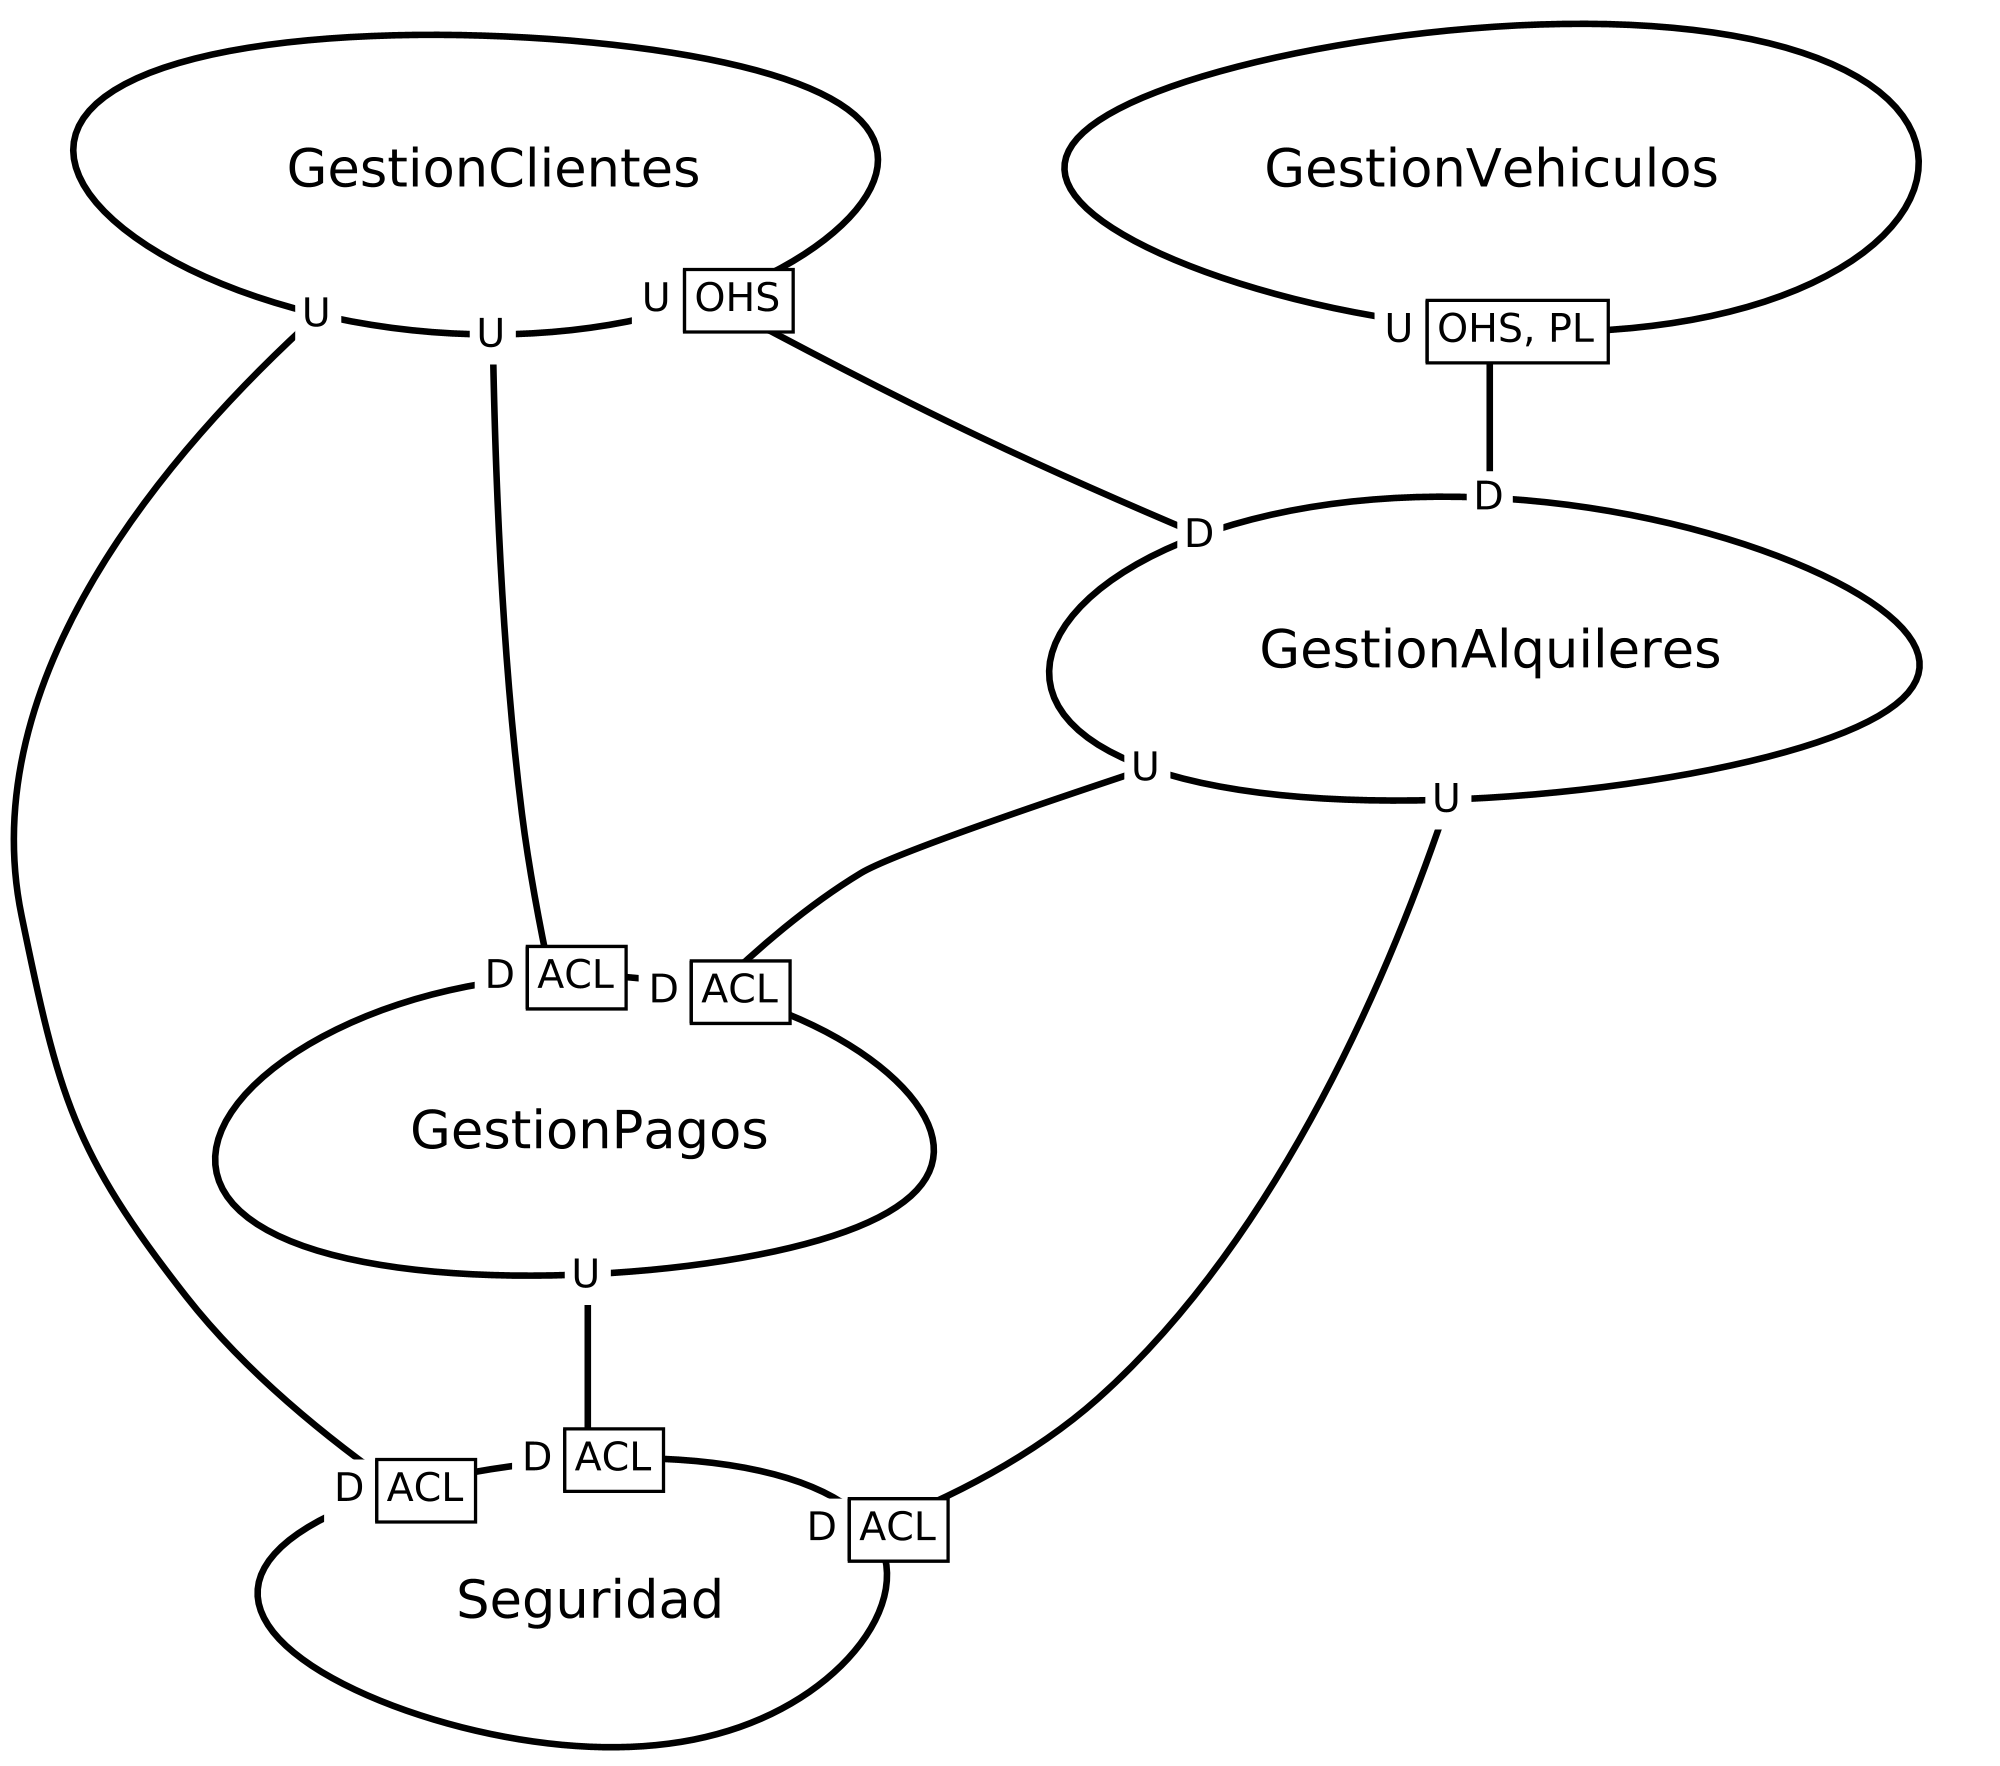 GestionClientes
GestionVehiculos
U
U
U OHS
U OHS, PL
D
D
GestionAlquileres
U
U
D ACL
D ACL
GestionPagos
U
D ACL
D ACL
D ACL
Seguridad